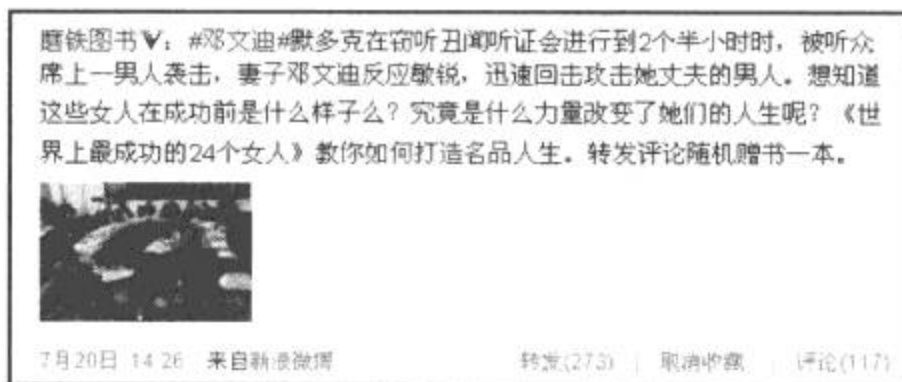 磨铁图书V：#邓文迪#默多克在窃听丑闻听证会进行到2个半小时时，被听众
席上一男人袭击，妻子邓文迪反应敏锐，迅速回击攻击她丈夫的男人。想知道
这些女人在成功前是什么样子么？究竟是什么力量改变了她们的人生呢？《世
界上最成功的24个女人》教你如何打造名品人生。转发评论随机赠书一本。
7月20日 14:26 来自新浪微博 转发(273) | 取消收藏 | 评论(117)